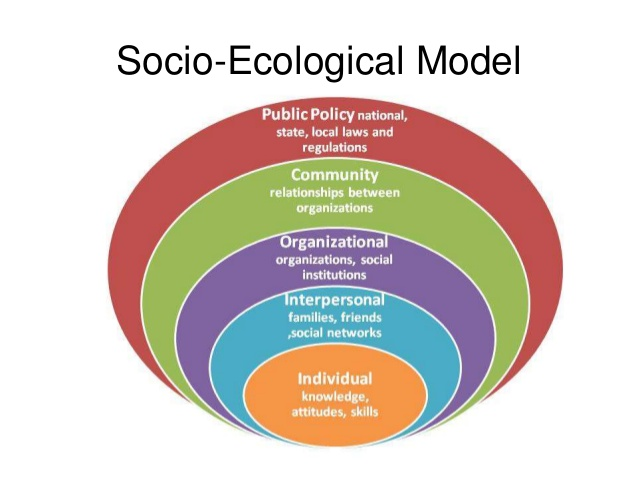 Socio-Ecological Model
Public Policy national,
state, local laws and
regulations
Community
relationships between
organizations
Organizational
organizations, social
institutions
Interpersonal
families, friends
,social networks
Individual
knowledge,
attitudes, skills